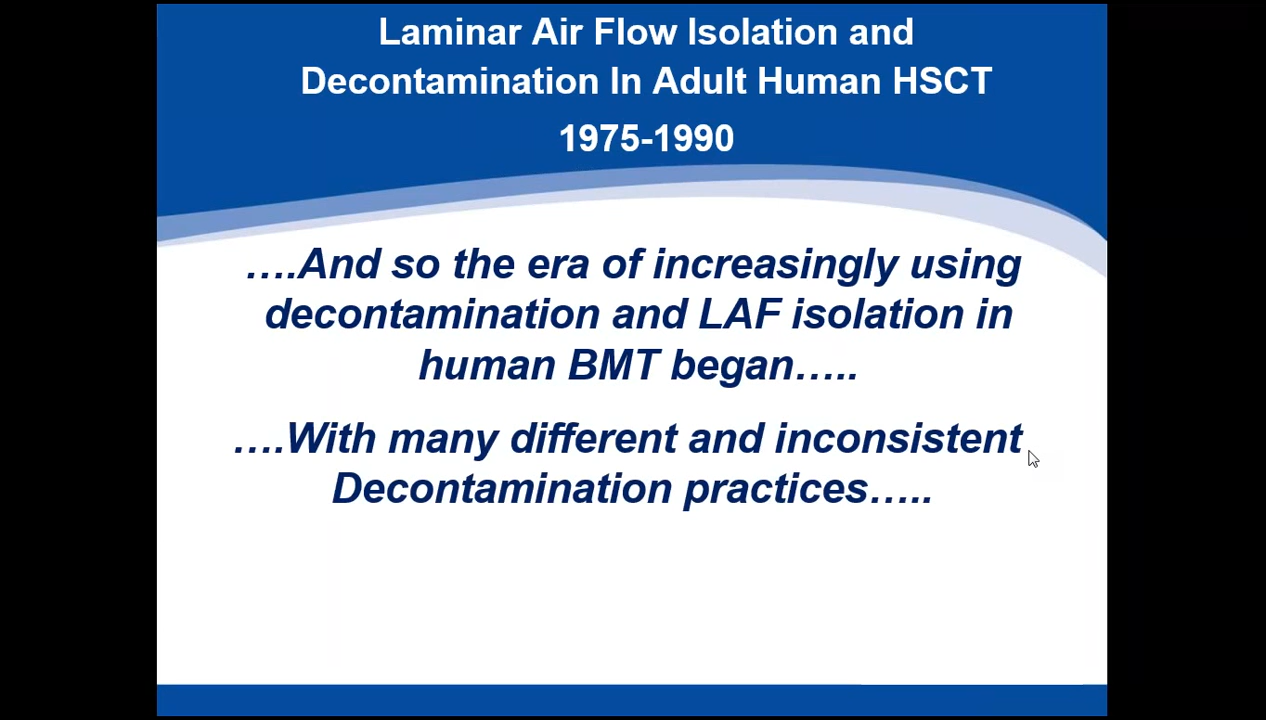 Laminar Air Flow Isolation and
Decontamination In Adult Human HSCT
1975-1990
….And so the era of increasingly using
decontamination and LAF isolation in
human BMT began…..
….With many different and inconsistent
Decontamination practices…..